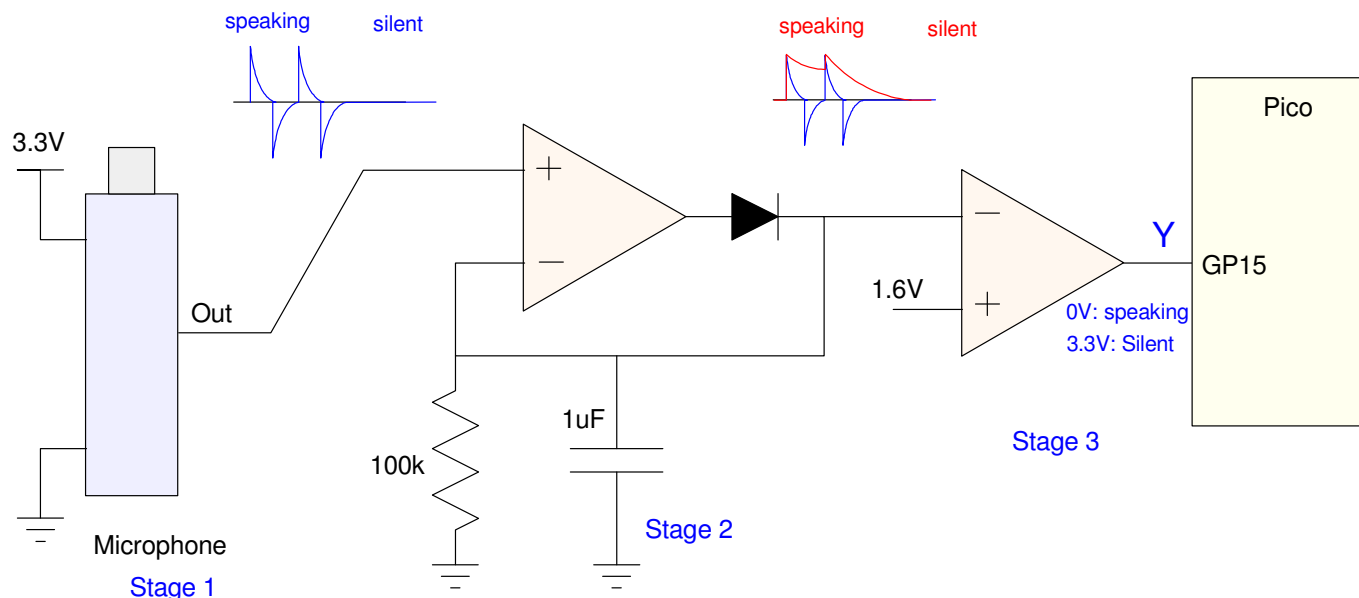 speaking silent
speaking silent
Pico
3.3V
+
−
−
Y
GP15
1.6V
+
Out
0V: speaking
3.3V: Silent
1uF
100k
Stage 3
Stage 2
Microphone
Stage 1